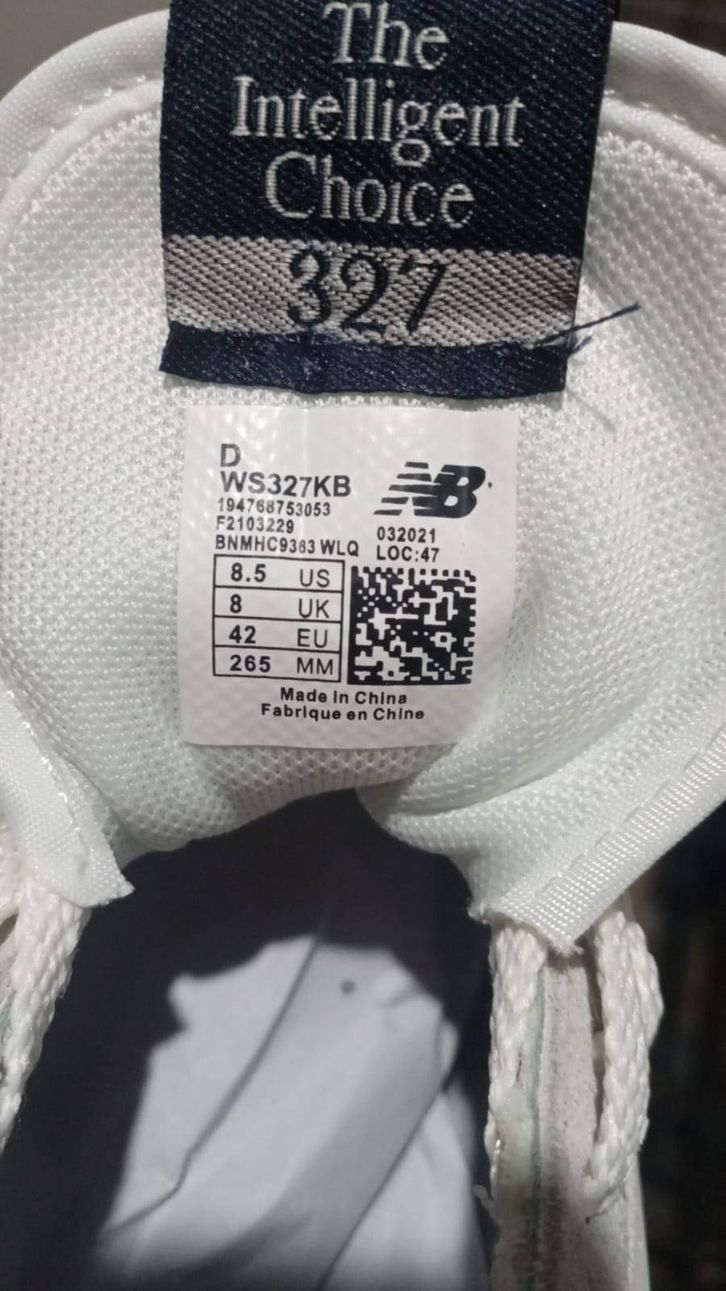 The
Intelligent
Choice
327
D
WS327KB
194768753053
F2103229
BNMHC9363 WLQ
NB
032021
LOC:47
8.5 US
8 UK
42 EU
265 MM
Made in China
Fabrique en Chine